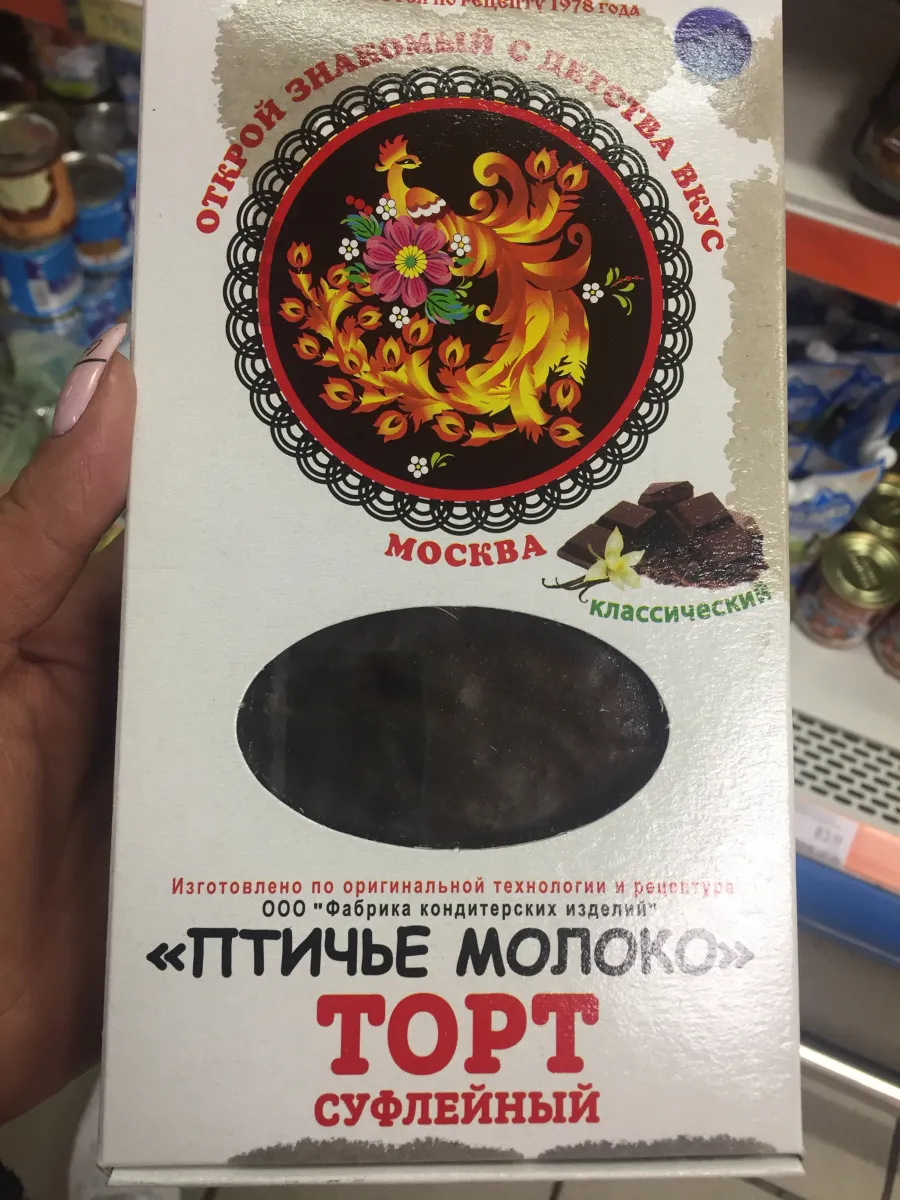 ПО РЕЦЕПТУ 1978 ГОДА
ОТКРОЙ ЗНАКОМЫЙ С ДЕТСТВА ВКУС
МОСКВА
классический
Изготовлено по оригинальной технологии и рецептуре
ООО "Фабрика кондитерских изделий"
«ПТИЧЬЕ МОЛОКО»
ТОРТ
СУФЛЕЙНЫЙ